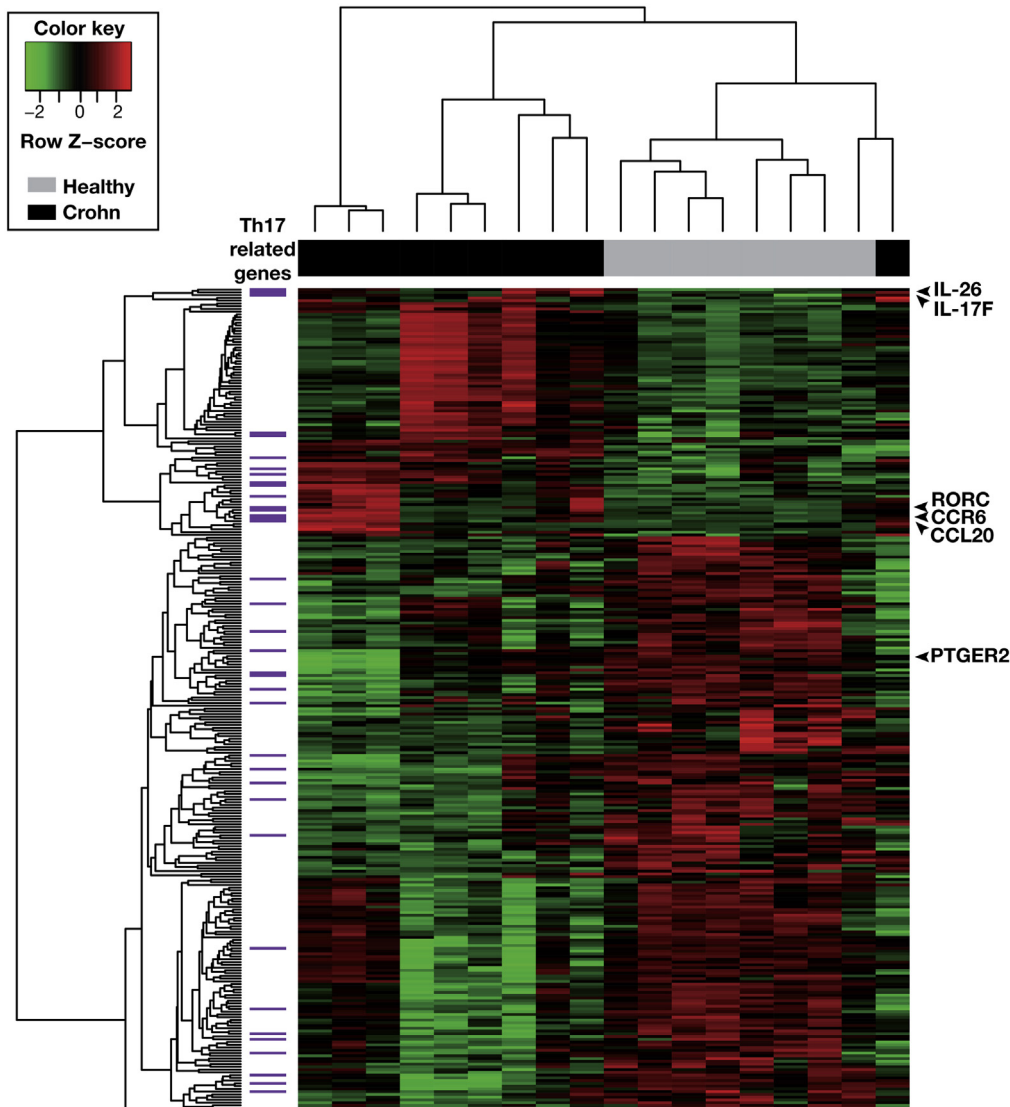 Color key
−2 0 2
Row Z−score
Healthy
Crohn
Th17
related
genes
IL-26
IL-17F
RORC
CCR6
CCL20
PTGER2